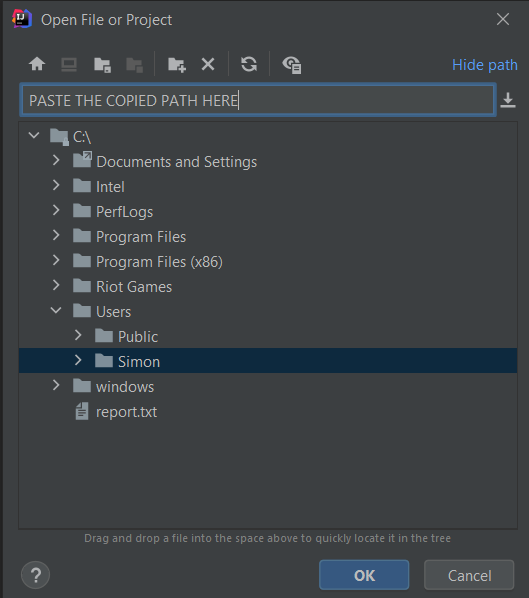 IJ Open File or Project
Hide path
PASTE THE COPIED PATH HERE
C:\
Documents and Settings
Intel
PerfLogs
Program Files
Program Files (x86)
Riot Games
Users
Public
Simon
windows
report.txt
Drag and drop a file into the space above to quickly locate it in the tree
? OK Cancel